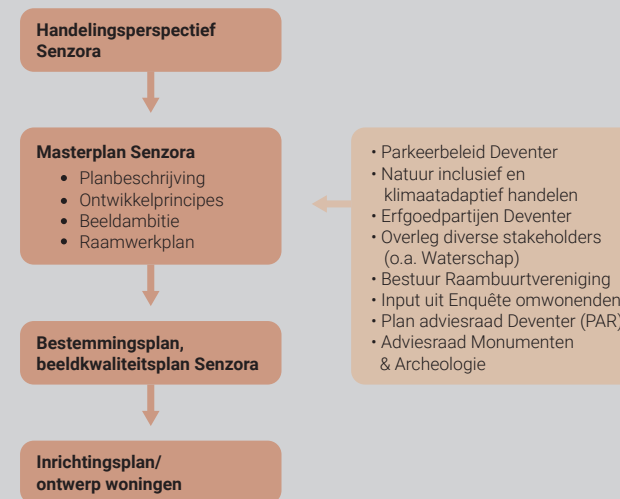 Handelingsperspectief
Senzora
Masterplan Senzora
• Planbeschrijving
• Ontwikkelprincipes
• Beeldambitie
• Raamwerkplan
• Parkeerbeleid Deventer
• Natuur inclusief en
klimaatadaptief handelen
• Erfgoedpartijen Deventer
• Overleg diverse stakeholders
(o.a. Waterschap)
• Bestuur Raambuurtvereniging
• Input uit Enquête omwonenden
• Plan adviesraad Deventer (PAR)
• Adviesraad Monumenten
& Archeologie
Bestemmingsplan,
beeldkwaliteitsplan Senzora
Inrichtingsplan/
ontwerp woningen